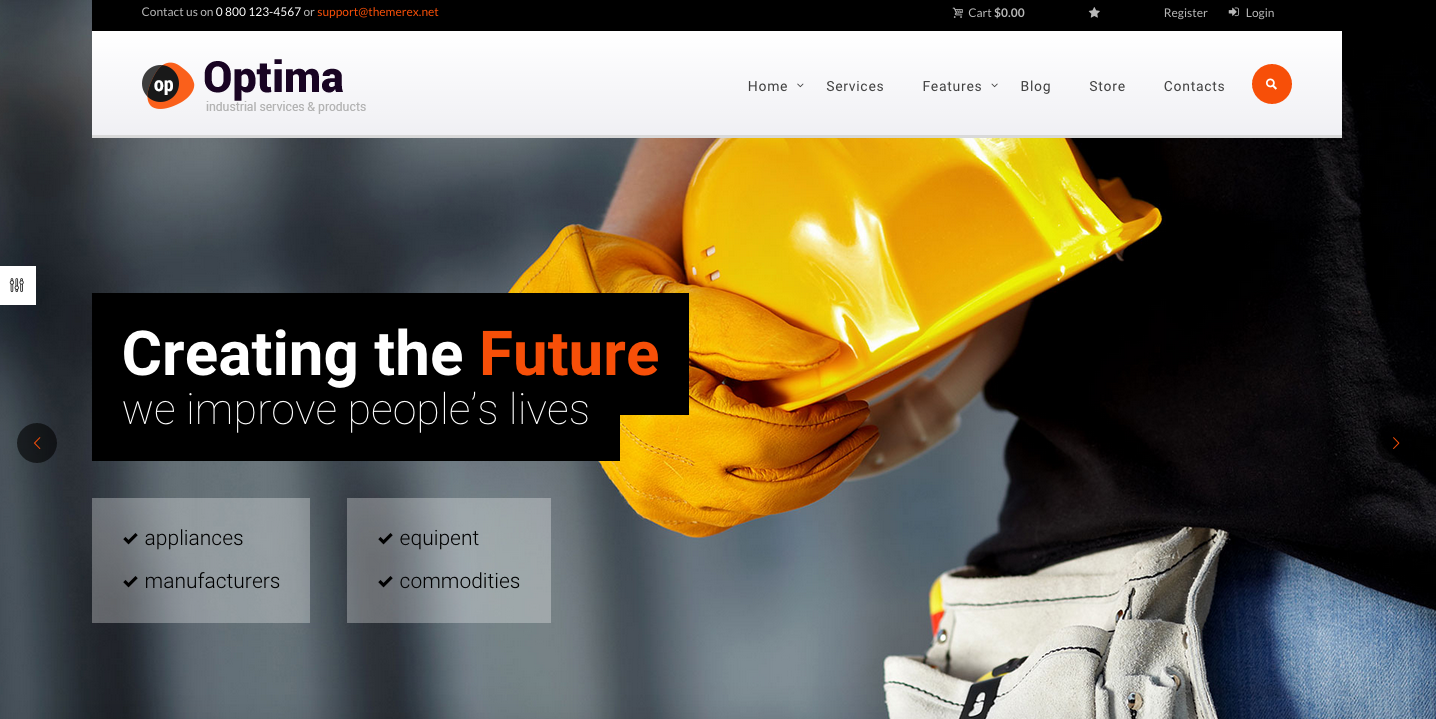 Contact us on 0 800 123-4567 or support@themerex.net
Cart $0.00
Register
Login
op
Optima
industrial services & products
Home
Services
Features
Blog
Store
Contacts
Creating the Future
we improve people's lives
appliances
manufacturers
equipent
commodities